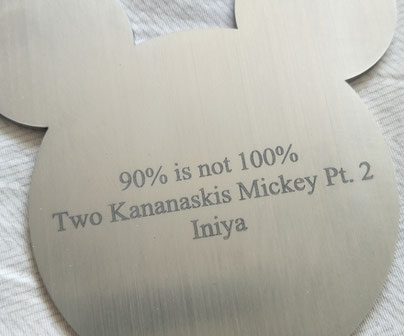 90% is not 100%
Two Kananaskis Mickey Pt. 2
Iniya